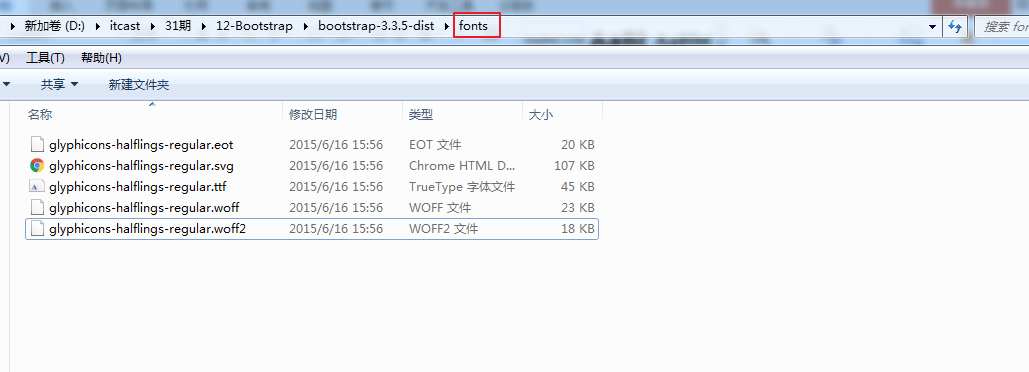 新加卷 (D:) ▸ itcast ▸ 31期 ▸ 12-Bootstrap ▸ bootstrap-3.3.5-dist ▸ fonts 搜索 for
V) 工具(T) 帮助(H)
共享 新建文件夹
名称 修改日期 类型 大小
glyphicons-halflings-regular.eot 2015/6/16 15:56 EOT 文件 20 KB
glyphicons-halflings-regular.svg 2015/6/16 15:56 Chrome HTML D... 107 KB
glyphicons-halflings-regular.ttf 2015/6/16 15:56 TrueType 字体文件 45 KB
glyphicons-halflings-regular.woff 2015/6/16 15:56 WOFF 文件 23 KB
glyphicons-halflings-regular.woff2 2015/6/16 15:56 WOFF2 文件 18 KB